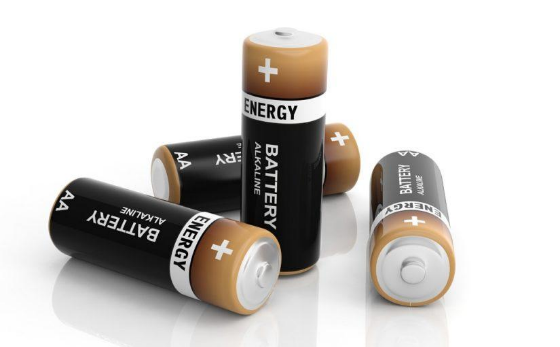 +
ENERGY
BATTERY
ALKALINE
AA
+
AA
BATTERY
ALKALINE
ENERGY
+
AA
BATTERY
ALKALINE
ENERGY